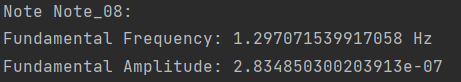 Note Note_08:
Fundamental Frequency: 1.297071539917058 Hz
Fundamental Amplitude: 2.834850300203913e-07